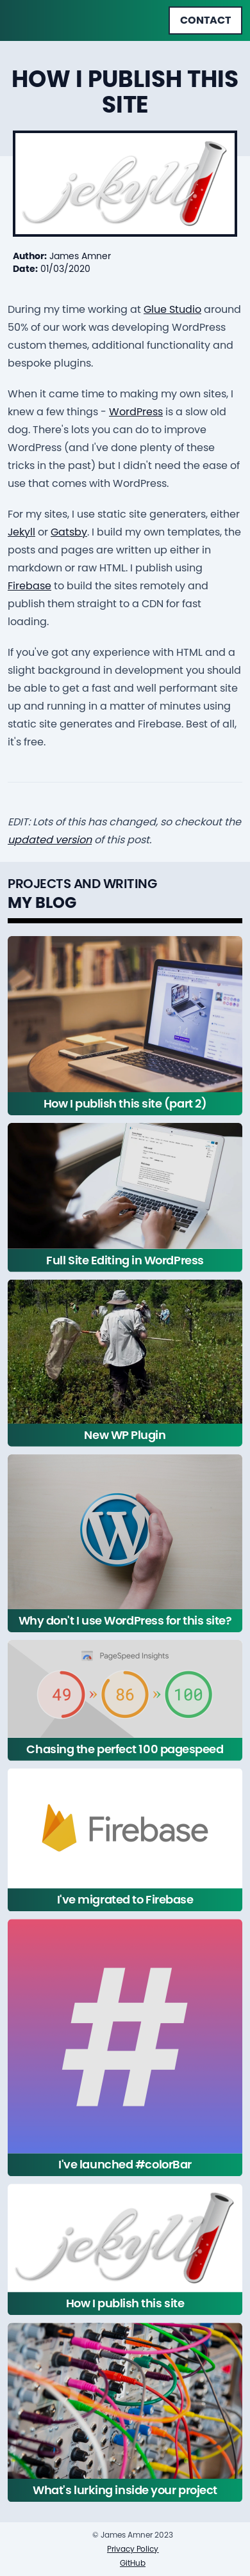 CONTACT
HOW I PUBLISH THIS
SITE
jekyll
Author: James Amner
Date: 01/03/2020
During my time working at Glue Studio around
50% of our work was developing WordPress
custom themes, additional functionality and
bespoke plugins.
When it came time to making my own sites, I
knew a few things - WordPress is a slow old
dog. There's lots you can do to improve
WordPress (and I've done plenty of these
tricks in the past) but I didn't need the ease of
use that comes with WordPress.
For my sites, I use static site generaters, either
Jekyll or Gatsby. I build my own templates, the
posts and pages are written up either in
markdown or raw HTML. I publish using
Firebase to build the sites remotely and
publish them straight to a CDN for fast
loading.
If you've got any experience with HTML and a
slight background in development you should
be able to get a fast and well performant site
up and running in a matter of minutes using
static site generates and Firebase. Best of all,
it's free.
EDIT: Lots of this has changed, so checkout the
updated version of this post.
PROJECTS AND WRITING
MY BLOG
How I publish this site (part 2)
Full Site Editing in WordPress
New WP Plugin
W
Why don't I use WordPress for this site?
PageSpeed Insights
49 » 86 » 100
Chasing the perfect 100 pagespeed
Firebase
I've migrated to Firebase
#
I've launched #colorBar
jekyll
How I publish this site
What's lurking inside your project
© James Amner 2023
Privacy Policy
GitHub